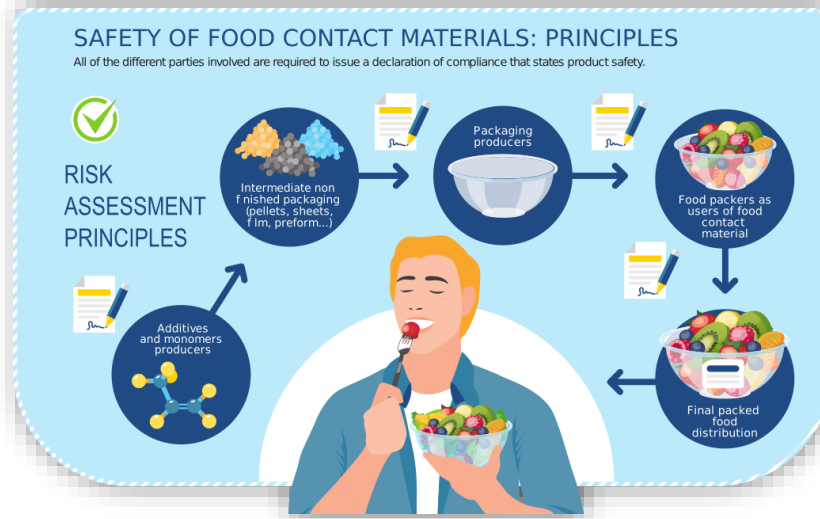 SAFETY OF FOOD CONTACT MATERIALS: PRINCIPLES
All of the different parties involved are required to issue a declaration of compliance that states product safety.
RISK
ASSESSMENT
PRINCIPLES
Additives
and monomers
producers
Intermediate non
f nished packaging
(pellets, sheets,
f lm, preform...)
Packaging
producers
Food packers as
users of food
contact
material
Final packed
food
distribution